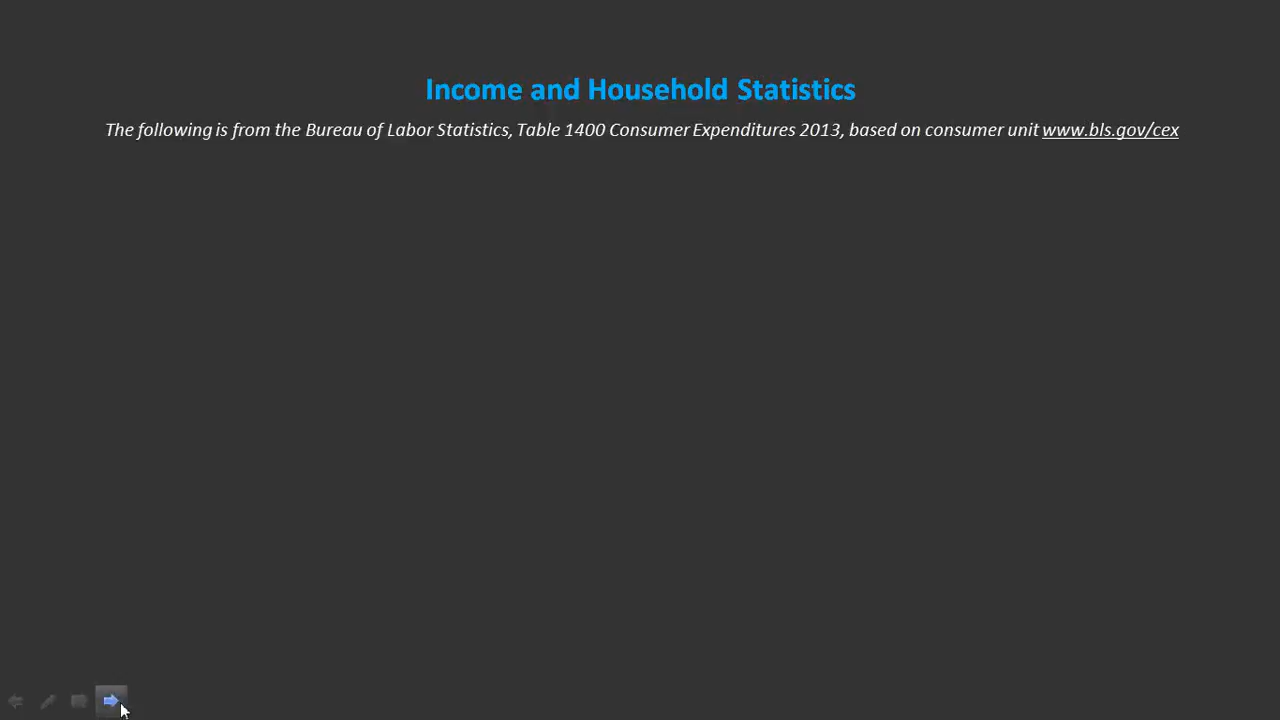 Income and Household Statistics
The following is from the Bureau of Labor Statistics, Table 1400 Consumer Expenditures 2013, based on consumer unit www.bls.gov/cex